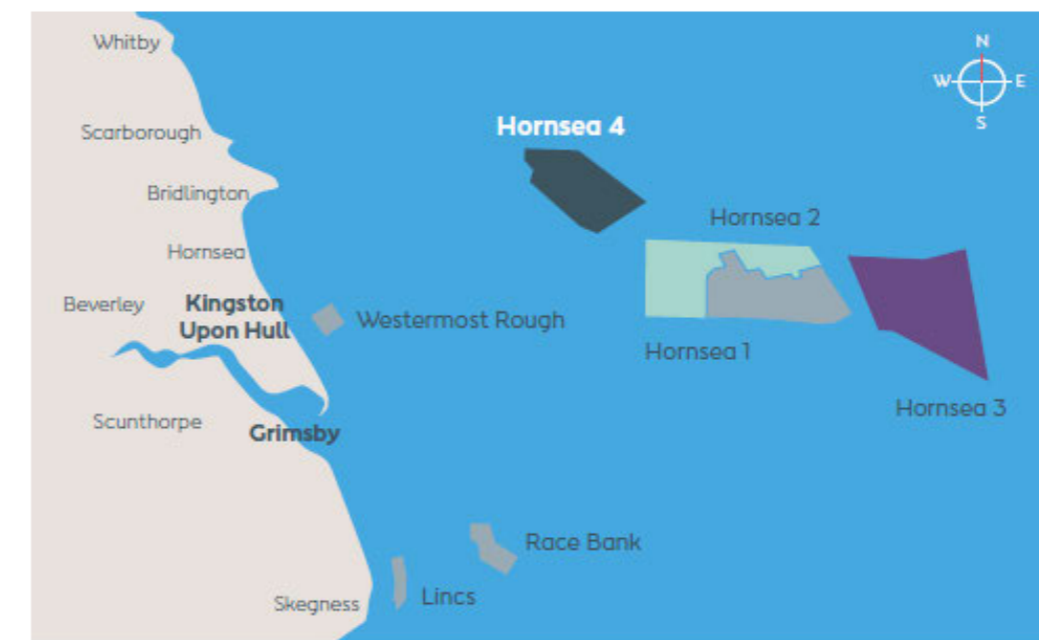 Whitby
N
W
E
S
Scarborough
Hornsea 4
Bridlington
Hornsea 2
Hornsea
Beverley
Kingston
Upon Hull
Westermost Rough
Hornsea 1
Hornsea 3
Scunthorpe
Grimsby
Race Bank
Lincs
Skegness